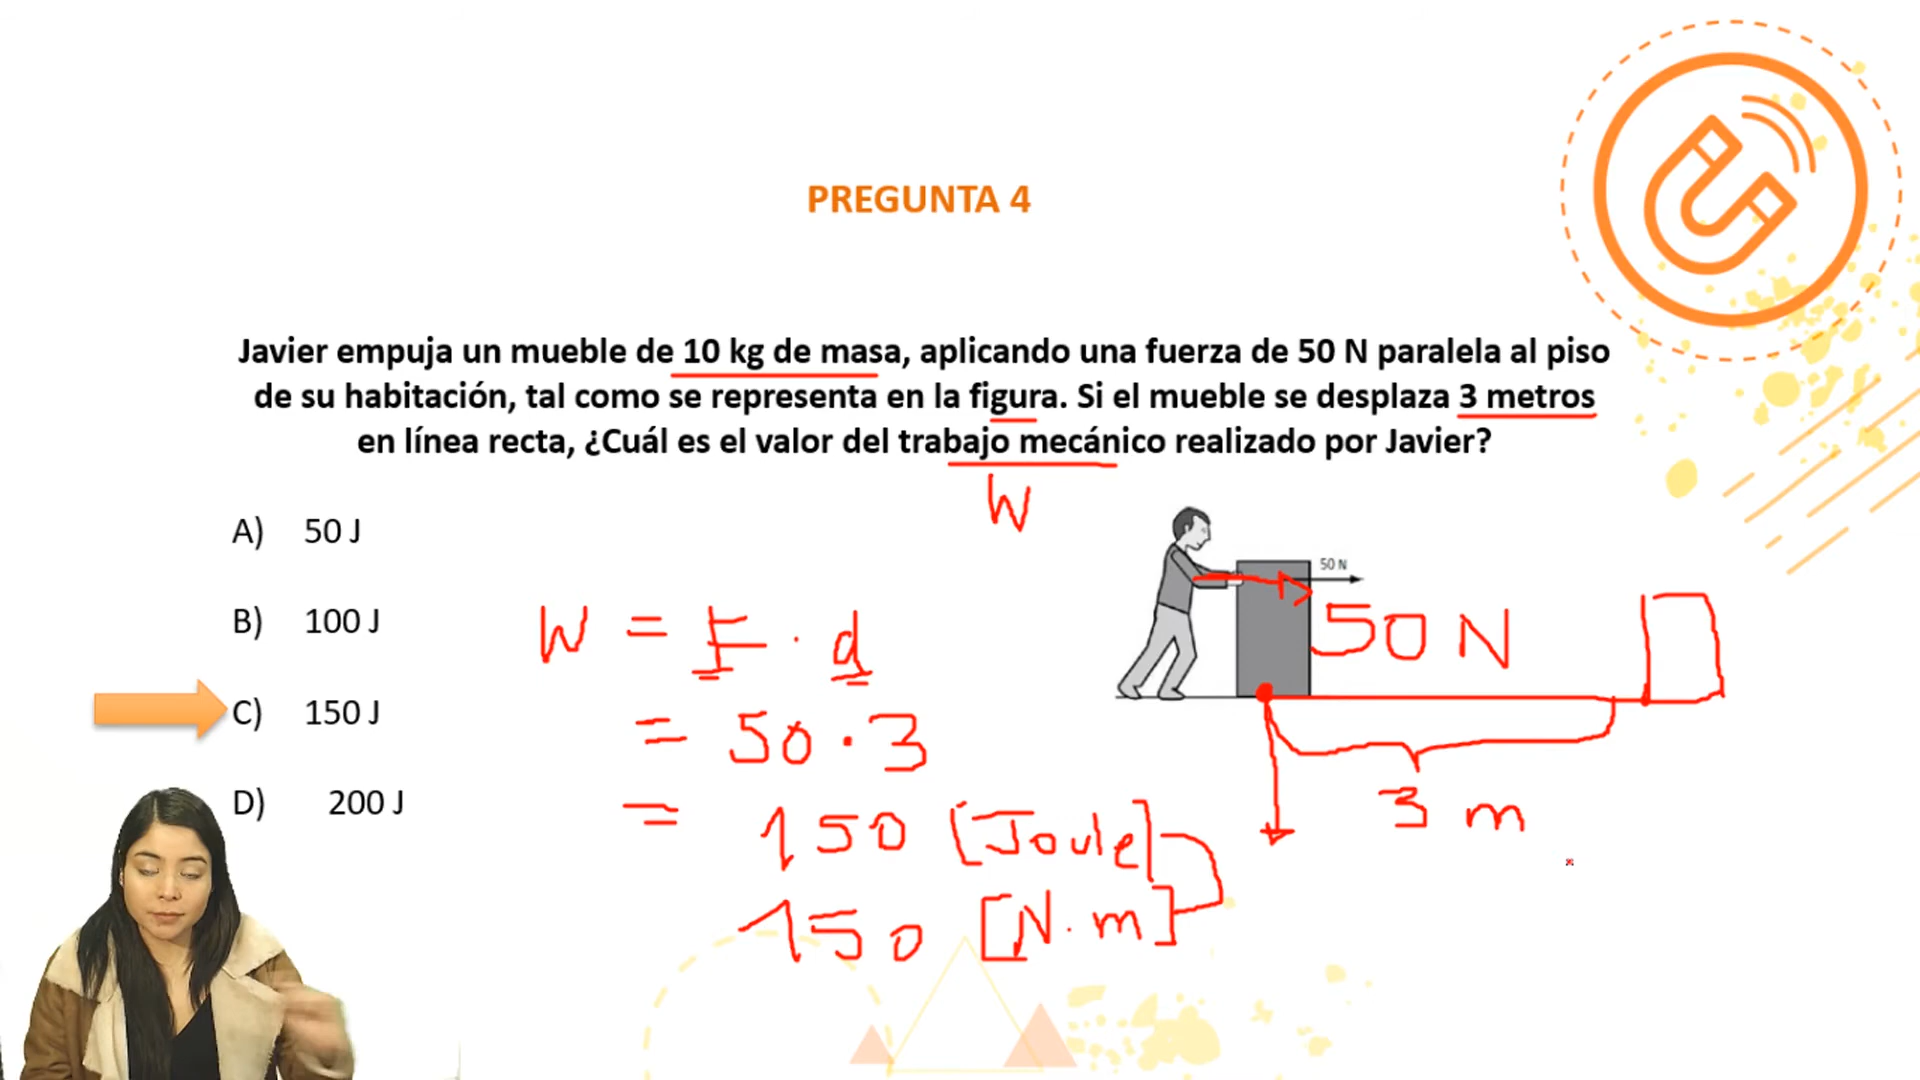 PREGUNTA 4
Javier empuja un mueble de 10 kg de masa, aplicando una fuerza de 50 N paralela al piso
de su habitación, tal como se representa en la figura. Si el mueble se desplaza 3 metros
en línea recta, ¿Cuál es el valor del trabajo mecánico realizado por Javier?
W
A) 50 J
B) 100 J
C) 150 J
D) 200 J
W = F · d
= 50 · 3
= 150 [Joule]
150 [N·m]
50 N
50 N
3 m